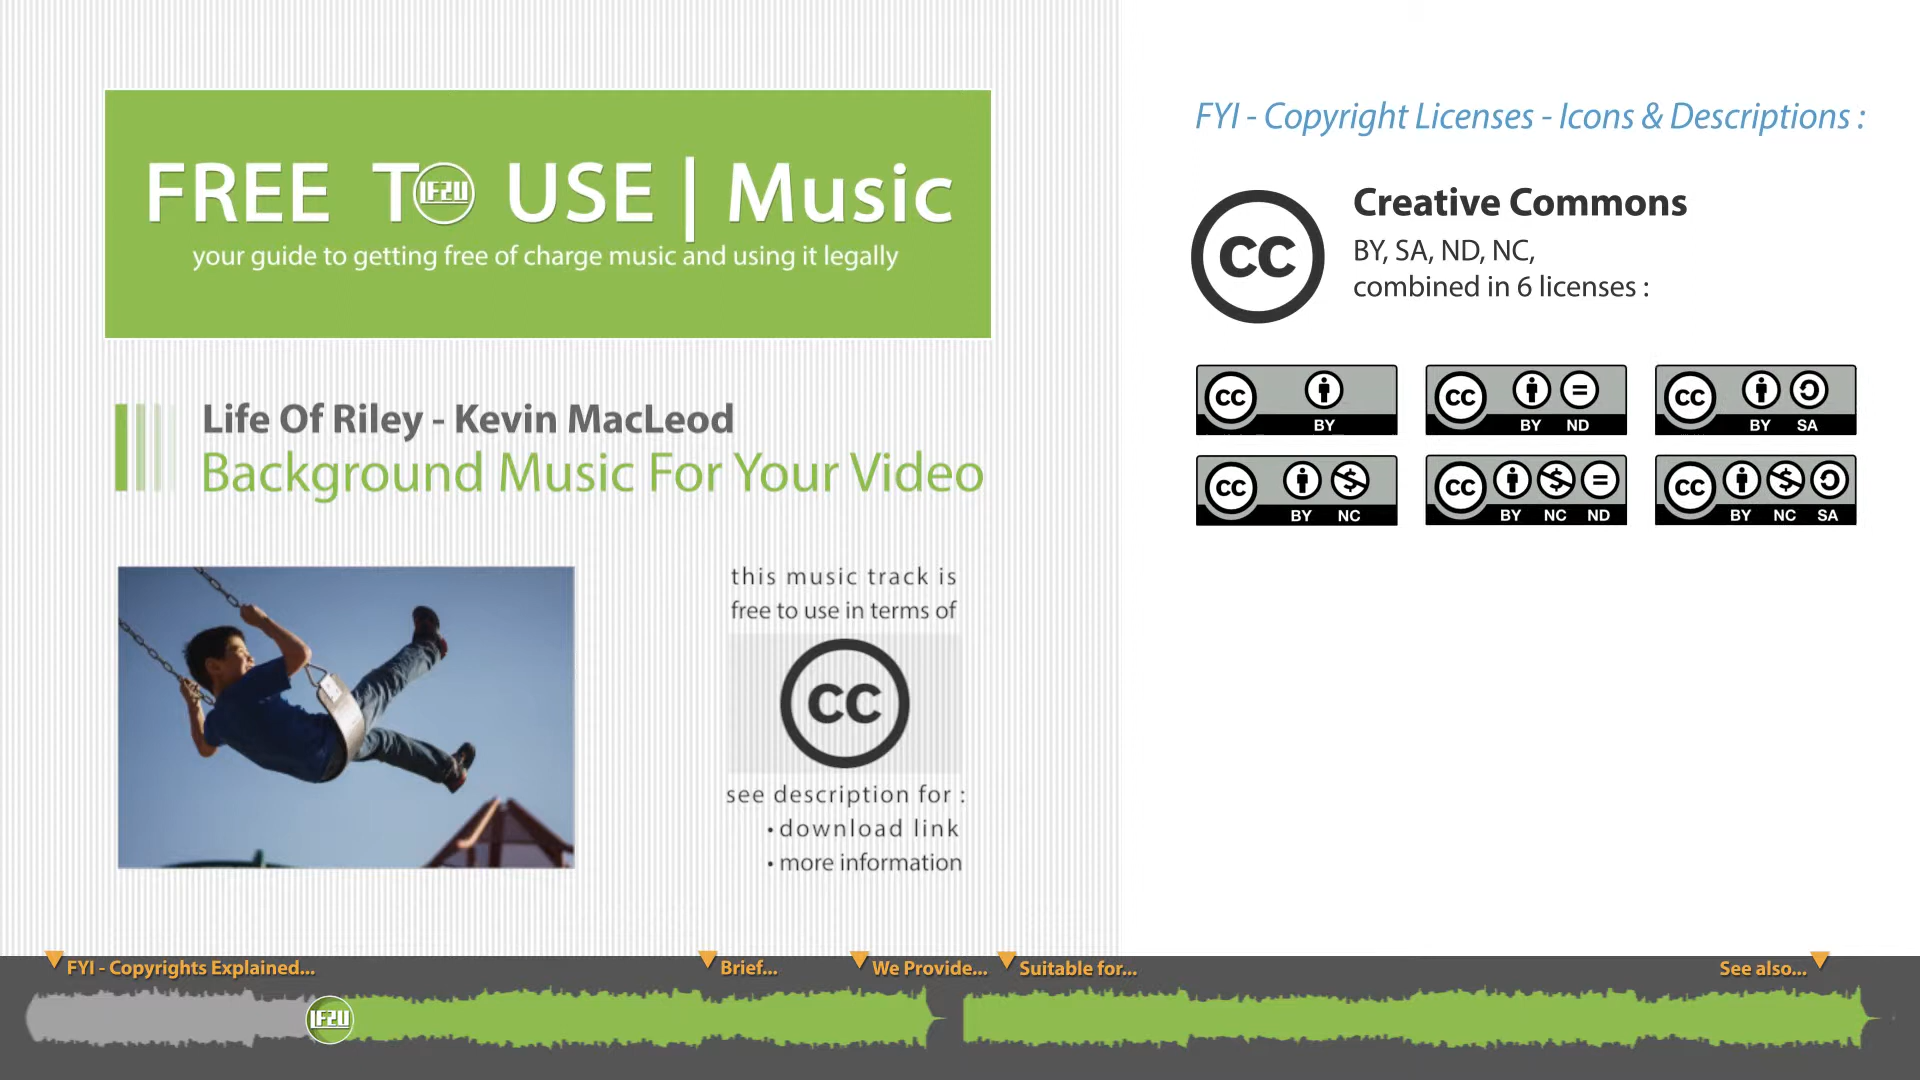 FREE TO USE | Music
IF2U
your guide to getting free of charge music and using it legally
Life Of Riley - Kevin MacLeod
Background Music For Your Video
this music track is
free to use in terms of
CC
see description for :
• download link
• more information
FYI - Copyright Licenses - Icons & Descriptions :
CC
Creative Commons
BY, SA, ND, NC,
combined in 6 licenses :
CC BY
CC BY ND
CC BY SA
CC BY NC
CC BY NC ND
CC BY NC SA
FYI - Copyrights Explained...
Brief...
We Provide...
Suitable for...
See also...
IF2U